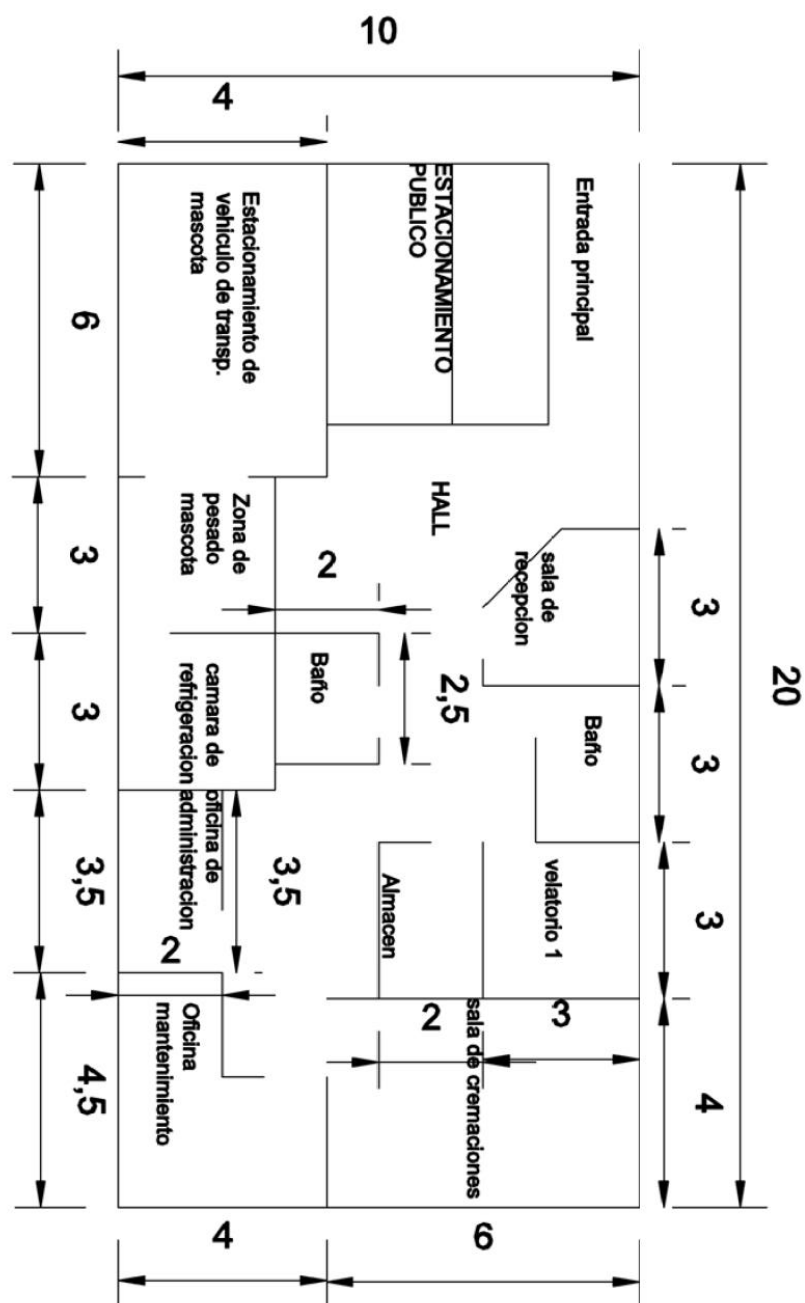 10
4
Entrada principal
ESTACIONAMIENTO
PUBLICO
Estacionamiento de
vehiculo de transp.
mascota
6
HALL
Zona de
pesado
mascota
3
2
sala de
recepcion
3
20
Baño
2,5
camara de
refrigeracion
3
Baño
3
oficina de
administracion
3,5
3,5
Almacen
velatorio 1
3
2
Oficina
mantenimiento
4,5
2
3
sala de cremaciones
4
4
6